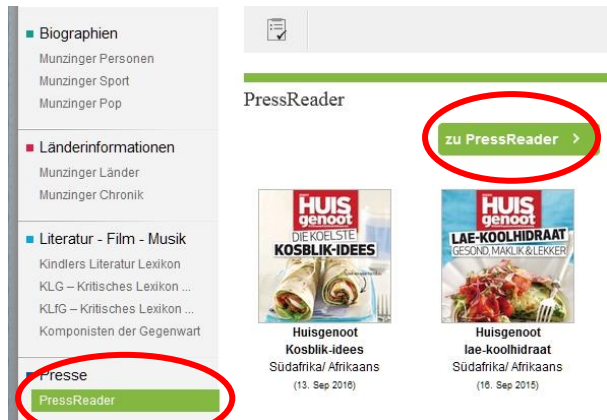 Biographien
Munzinger Personen
Munzinger Sport
Munzinger Pop
Länderinformationen
Munzinger Länder
Munzinger Chronik
Literatur - Film - Musik
Kindlers Literatur Lexikon
KLG – Kritisches Lexikon ...
KLfG – Kritisches Lexikon ...
Komponisten der Gegenwart
Presse
PressReader
PressReader
zu PressReader
HUIS
genoot
DIE KOELSTE
KOSBLIK-IDEES
Huisgenoot
Kosblik-idees
Südafrika/ Afrikaans
(13. Sep 2016)
HUIS
genoot
LAE-KOOLHIDRAAT
GESOND, MAKLIK & LEKKER
Huisgenoot
lae-koolhidraat
Südafrika/ Afrikaans
(16. Sep 2015)